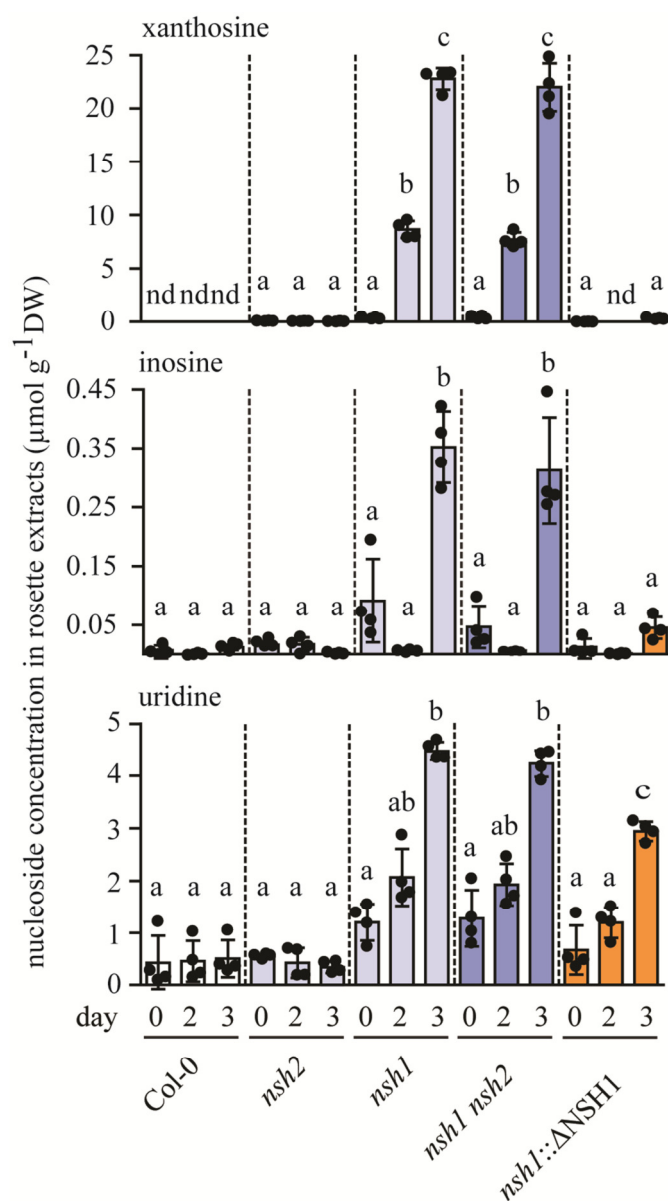 xanthosine
c c
25
20
15
b b
10
5
nd nd nd a a a a a a nd a
0
inosine
b b
0.45
0.35
0.25
a
0.15
a
a a a a a a a a a a a
0.05
uridine
b b
5
4
c
3
ab ab
2
a a a a a a a a a a
1
0
nucleoside concentration in rosette extracts (µmol g-1DW)
day 0 2 3 0 2 3 0 2 3 0 2 3 0 2 3
Col-0
nsh2
nsh1
nsh1 nsh2
nsh1::ΔNSH1